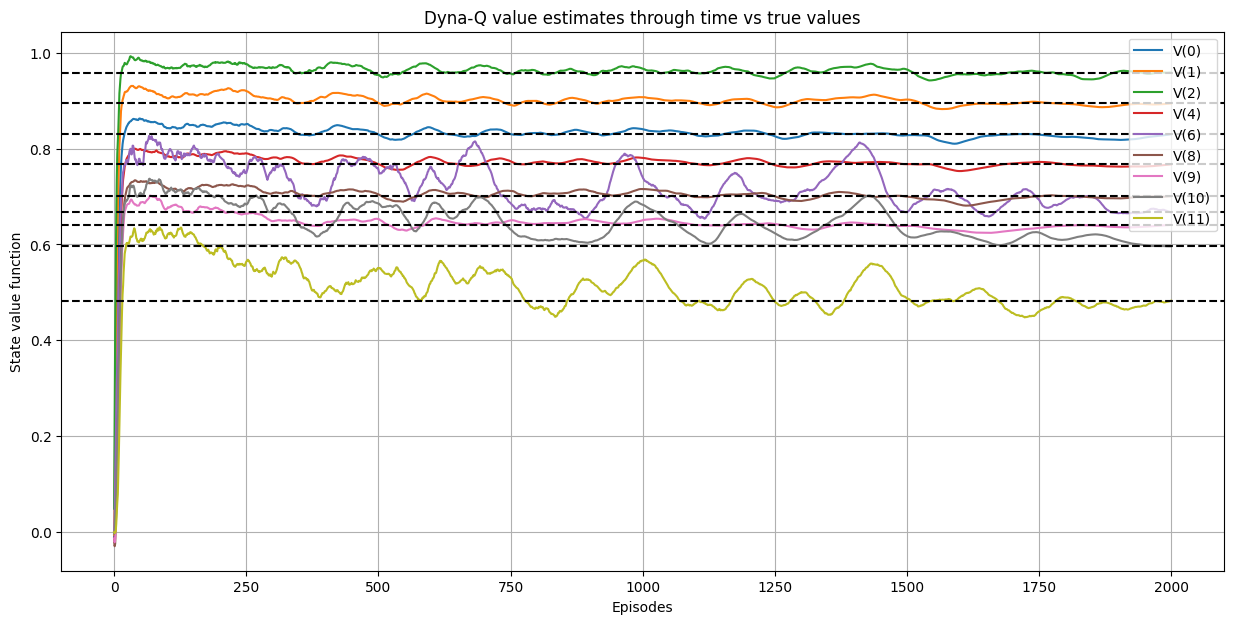 Dyna-Q value estimates through time vs true values
State value function
1.0
0.8
0.6
0.4
0.2
0.0
0
250
500
750
1000
1250
1500
1750
2000
Episodes
V(0)
V(1)
V(2)
V(4)
V(6)
V(8)
V(9)
V(10)
V(11)